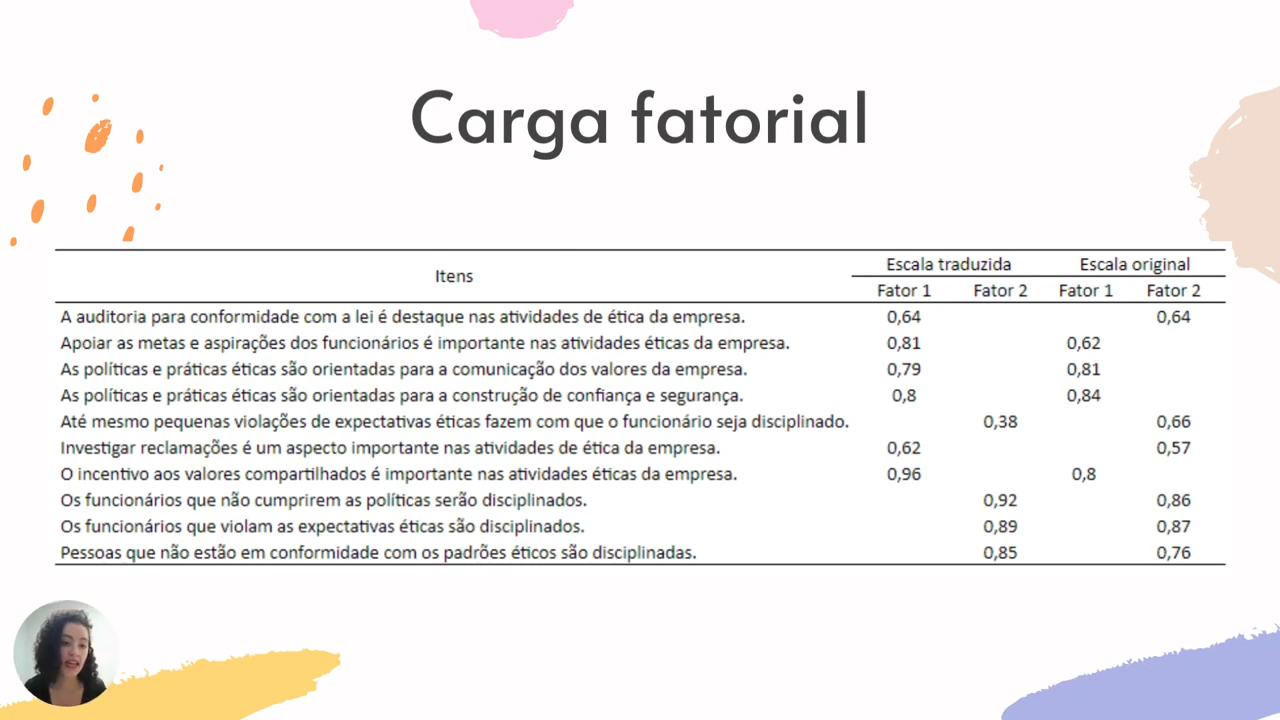 Carga fatorial
Itens Escala traduzida Escala original
Fator 1 Fator 2 Fator 1 Fator 2
A auditoria para conformidade com a lei é destaque nas atividades de ética da empresa. 0,64 0,64
Apoiar as metas e aspirações dos funcionários é importante nas atividades éticas da empresa. 0,81 0,62
As políticas e práticas éticas são orientadas para a comunicação dos valores da empresa. 0,79 0,81
As políticas e práticas éticas são orientadas para a construção de confiança e segurança. 0,8 0,84
Até mesmo pequenas violações de expectativas éticas fazem com que o funcionário seja disciplinado. 0,38 0,66
Investigar reclamações é um aspecto importante nas atividades de ética da empresa. 0,62 0,57
O incentivo aos valores compartilhados é importante nas atividades éticas da empresa. 0,96 0,8
Os funcionários que não cumprirem as políticas serão disciplinados. 0,92 0,86
Os funcionários que violam as expectativas éticas são disciplinados. 0,89 0,87
Pessoas que não estão em conformidade com os padrões éticos são disciplinadas. 0,85 0,76